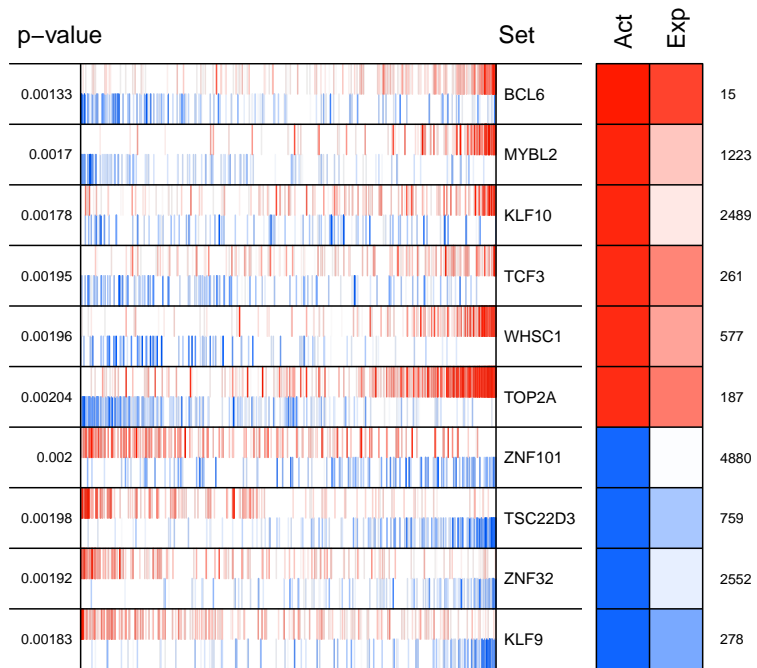 p−value Set Act Exp
0.00133 BCL6 15
0.0017 MYBL2 1223
0.00178 KLF10 2489
0.00195 TCF3 261
0.00196 WHSC1 577
0.00204 TOP2A 187
0.002 ZNF101 4880
0.00198 TSC22D3 759
0.00192 ZNF32 2552
0.00183 KLF9 278